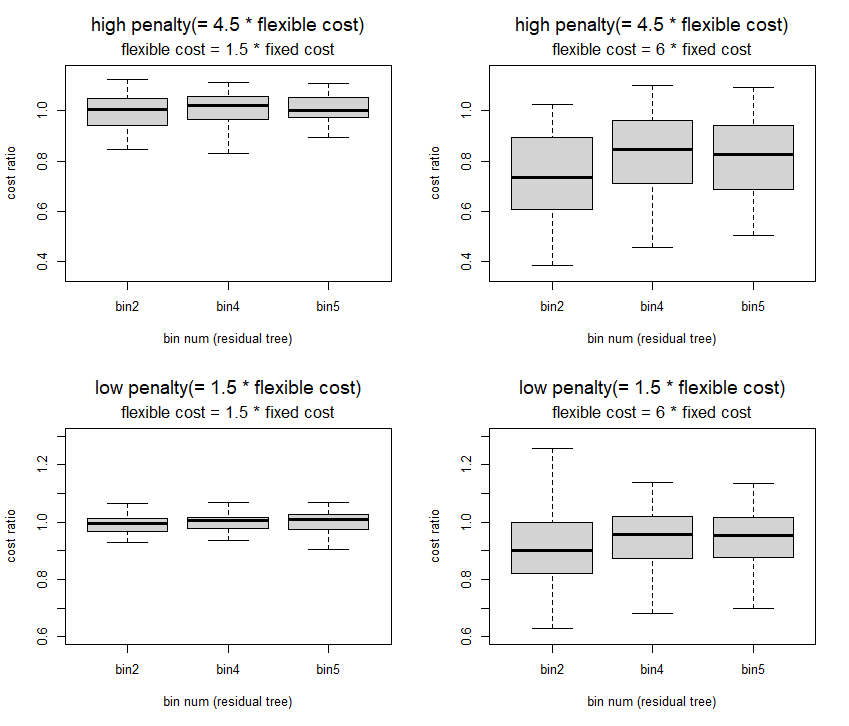 high penalty(= 4.5 * flexible cost)
flexible cost = 1.5 * fixed cost
cost ratio
1.0
0.8
0.6
0.4
bin2 bin4 bin5
bin num (residual tree)
high penalty(= 4.5 * flexible cost)
flexible cost = 6 * fixed cost
cost ratio
1.0
0.8
0.6
0.4
bin2 bin4 bin5
bin num (residual tree)
low penalty(= 1.5 * flexible cost)
flexible cost = 1.5 * fixed cost
cost ratio
1.2
1.0
0.8
0.6
bin2 bin4 bin5
bin num (residual tree)
low penalty(= 1.5 * flexible cost)
flexible cost = 6 * fixed cost
cost ratio
1.2
1.0
0.8
0.6
bin2 bin4 bin5
bin num (residual tree)